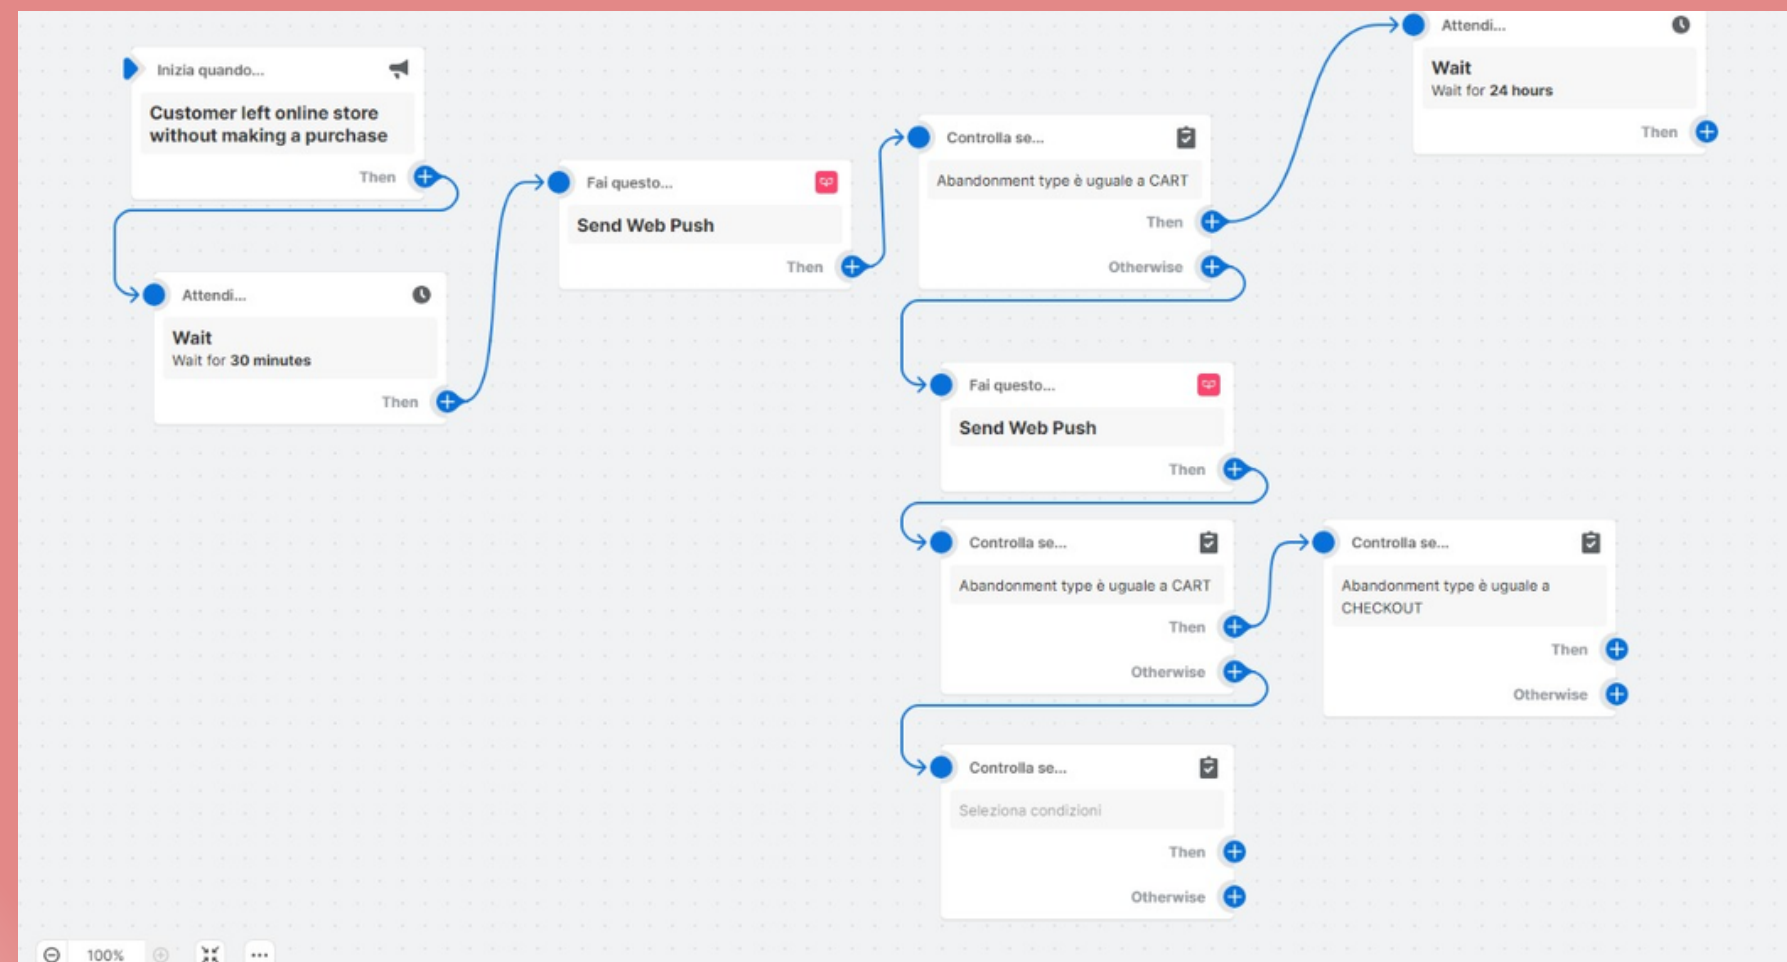 Inizia quando...
Customer left online store
without making a purchase
Then
Attendi...
Wait
Wait for 30 minutes
Then
Fai questo...
Send Web Push
Then
Controlla se...
Abandonment type è uguale a CART
Then
Otherwise
Attendi...
Wait
Wait for 24 hours
Then
Fai questo...
Send Web Push
Then
Controlla se...
Abandonment type è uguale a CART
Then
Otherwise
Controlla se...
Abandonment type è uguale a
CHECKOUT
Then
Otherwise
Controlla se...
Seleziona condizioni
Then
Otherwise
100%